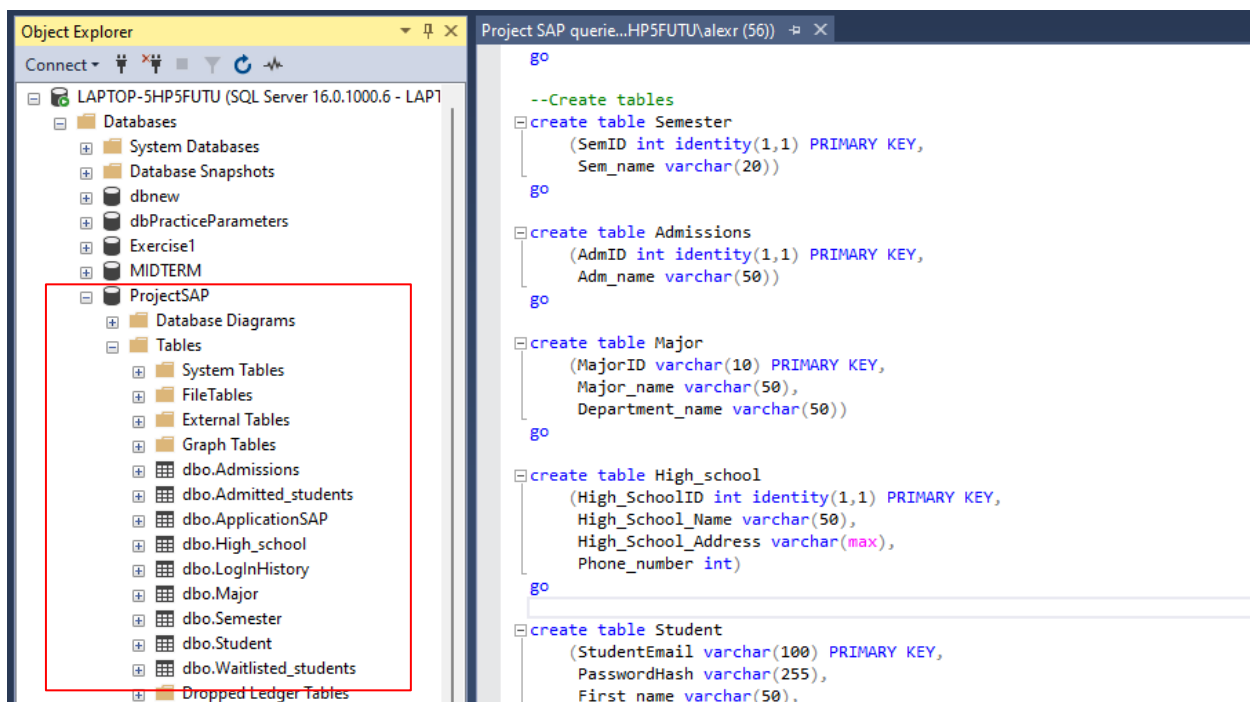 Object Explorer
Connect
LAPTOP-5HP5FUTU (SQL Server 16.0.1000.6 - LAPT
Databases
System Databases
Database Snapshots
dbnew
dbPracticeParameters
Exercise1
MIDTERM
ProjectSAP
Database Diagrams
Tables
System Tables
FileTables
External Tables
Graph Tables
dbo.Admissions
dbo.Admitted_students
dbo.ApplicationSAP
dbo.High_school
dbo.LogInHistory
dbo.Major
dbo.Semester
dbo.Student
dbo.Waitlisted_students
Dropped Ledger Tables
Project SAP querie...HP5FUTU\alexr (56))
go
--Create tables
create table Semester
(SemID int identity(1,1) PRIMARY KEY,
Sem_name varchar(20))
go
create table Admissions
(AdmID int identity(1,1) PRIMARY KEY,
Adm_name varchar(50))
go
create table Major
(MajorID varchar(10) PRIMARY KEY,
Major_name varchar(50),
Department_name varchar(50))
go
create table High_school
(High_SchoolID int identity(1,1) PRIMARY KEY,
High_School_Name varchar(50),
High_School_Address varchar(max),
Phone_number int)
go
create table Student
(StudentEmail varchar(100) PRIMARY KEY,
PasswordHash varchar(255),
First_name varchar(50),